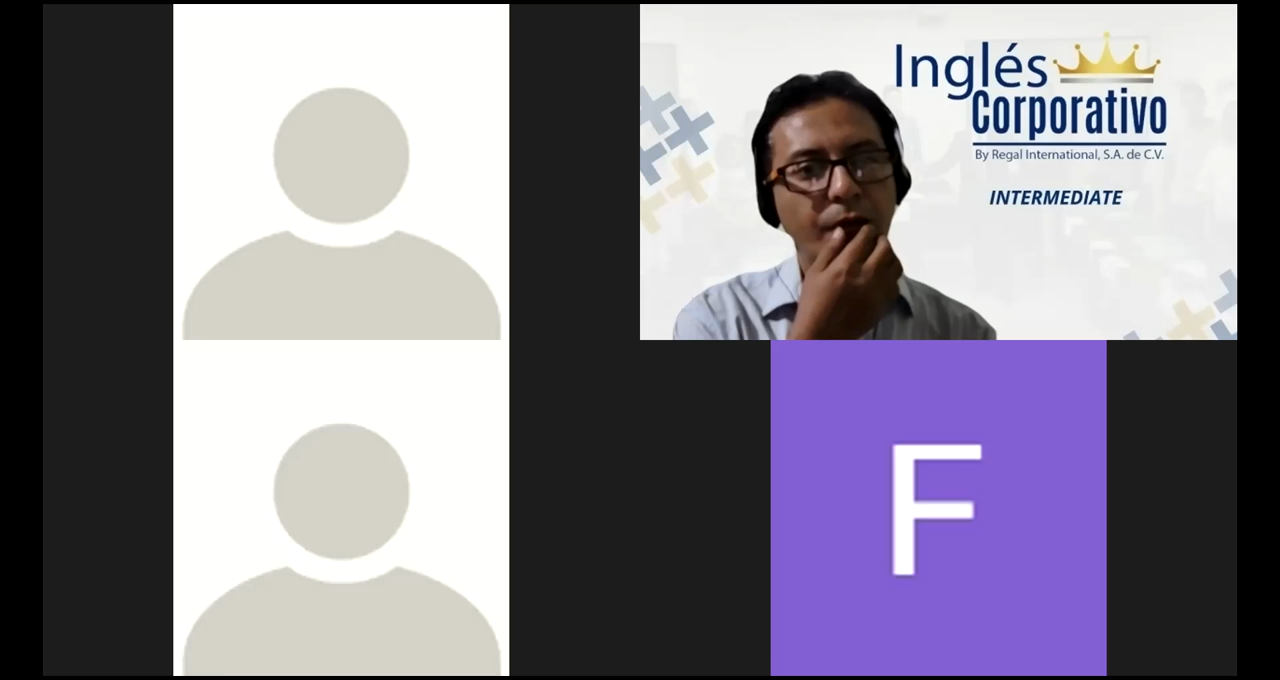 Inglés
Corporativo
By Regal International, S.A. de C.V.
INTERMEDIATE
F